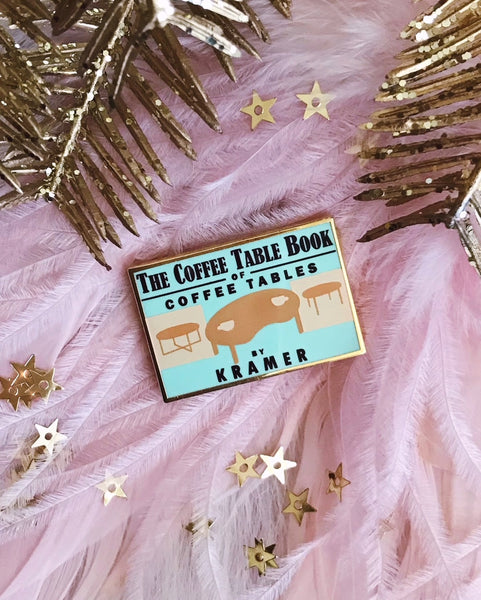 THE COFFEE TABLE BOOK
OF
COFFEE TABLES
BY
KRAMER